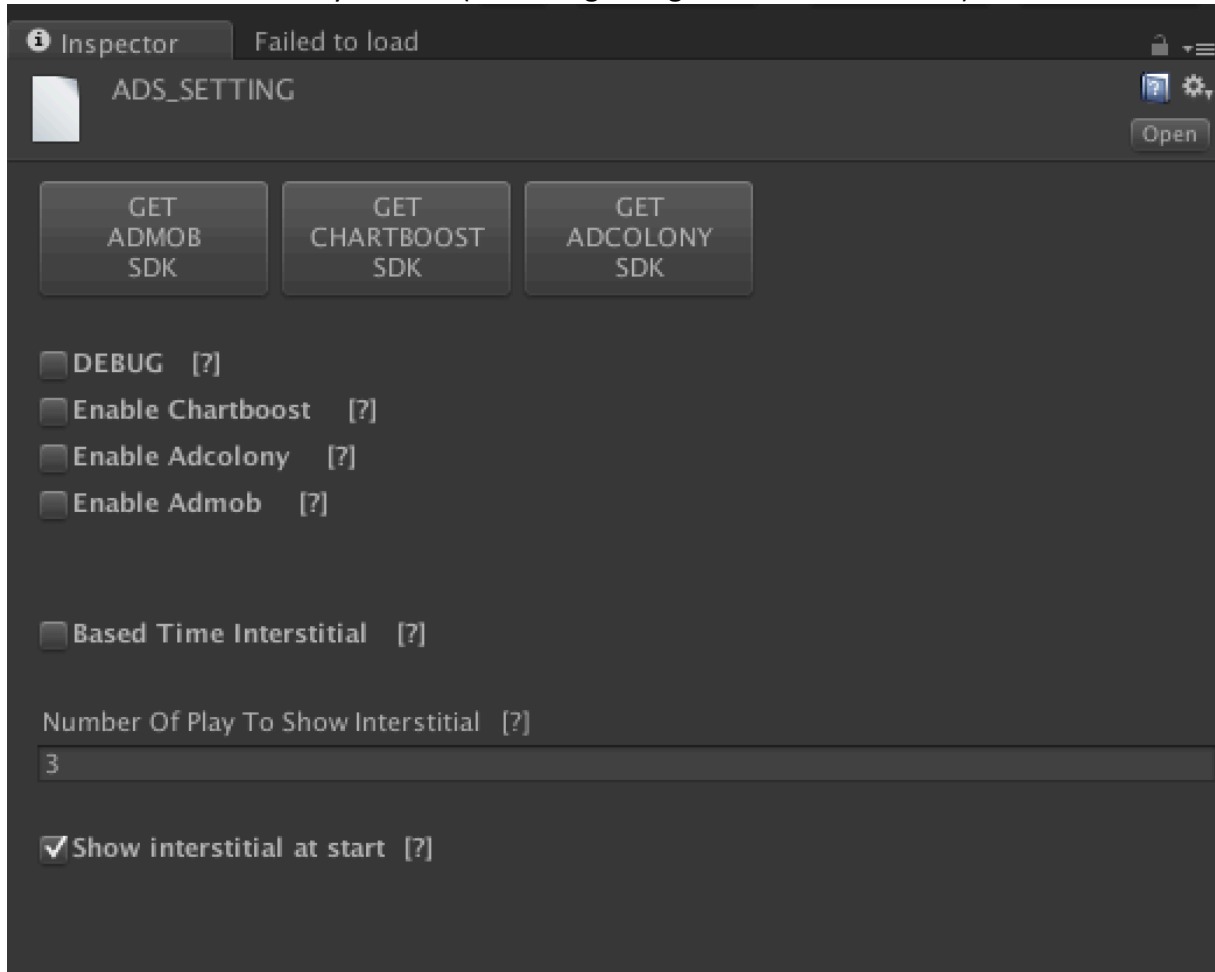 Inspector Failed to load
ADS_SETTING
Open
GET ADMOB SDK
GET CHARTBOOST SDK
GET ADCOLONY SDK
DEBUG [?]
Enable Chartboost [?]
Enable Adcolony [?]
Enable Admob [?]
Based Time Interstitial [?]
Number Of Play To Show Interstitial [?]
3
Show interstitial at start [?]